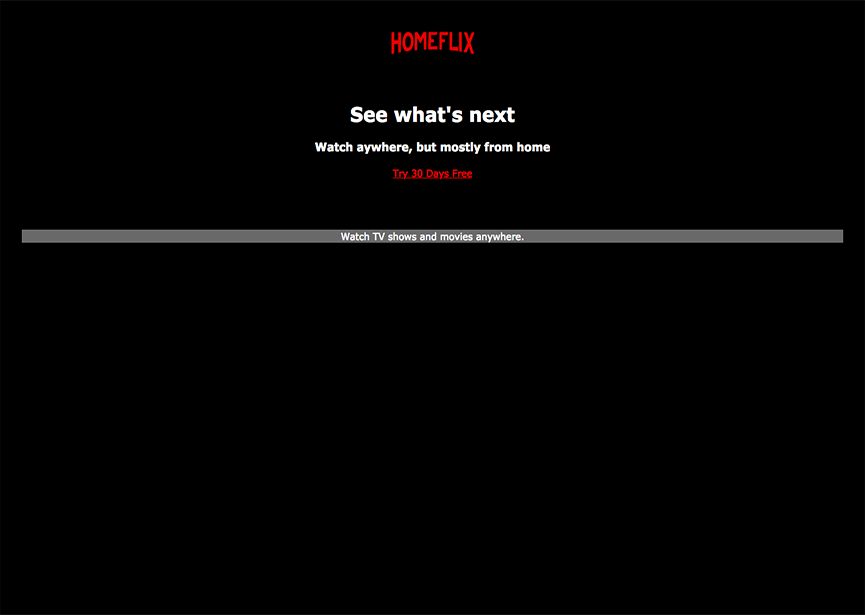 HOMEFLIX
See what's next
Watch aywhere, but mostly from home
Try 30 Days Free
Watch TV shows and movies anywhere.